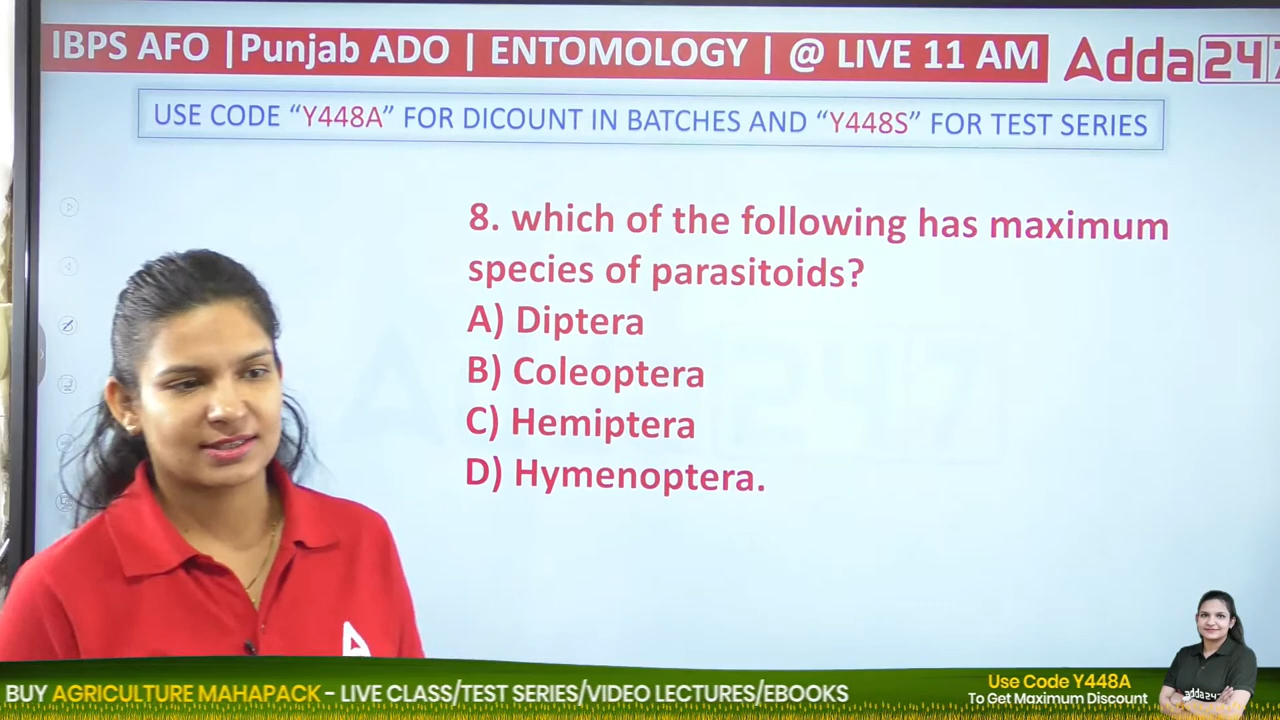 IBPS AFO |Punjab ADO | ENTOMOLOGY | @ LIVE 11 AM
Adda 247
USE CODE “Y448A” FOR DICOUNT IN BATCHES AND “Y448S” FOR TEST SERIES
8. which of the following has maximum
species of parasitoids?
A) Diptera
B) Coleoptera
C) Hemiptera
D) Hymenoptera.
BUY AGRICULTURE MAHAPACK - LIVE CLASS/TEST SERIES/VIDEO LECTURES/EBOOKS
Use Code Y448A
To Get Maximum Discount
adda247